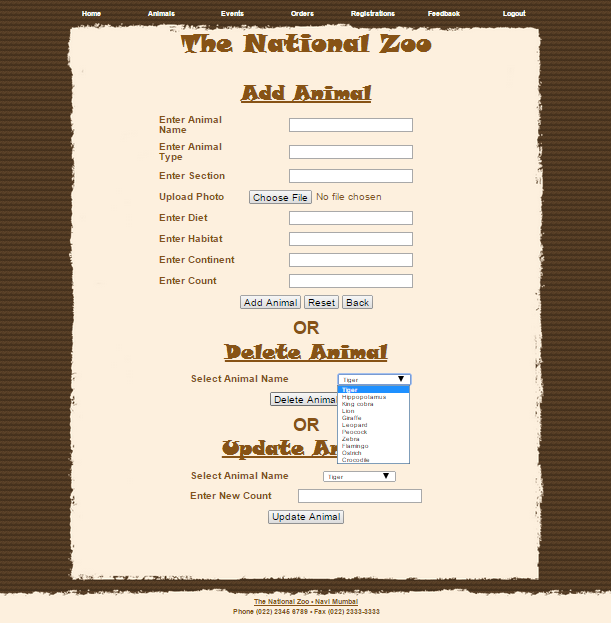 Home Animals Events Orders Registrations Feedback Logout
The National Zoo
Add Animal
Enter Animal
Name
Enter Animal
Type
Enter Section
Upload Photo Choose File No file chosen
Enter Diet
Enter Habitat
Enter Continent
Enter Count
Add Animal Reset Back
OR
Delete Animal
Select Animal Name Tiger
Tiger
Hippopotamus
King cobra
Lion
Giraffe
Leopard
Peocock
Zebra
Flamingo
Ostrich
Crocodile
Delete Anima
OR
Update An
Select Animal Name Tiger
Enter New Count
Update Animal
The National Zoo • Navi Mumbai
Phone (022) 2345 6789 • Fax (022) 2333-3333